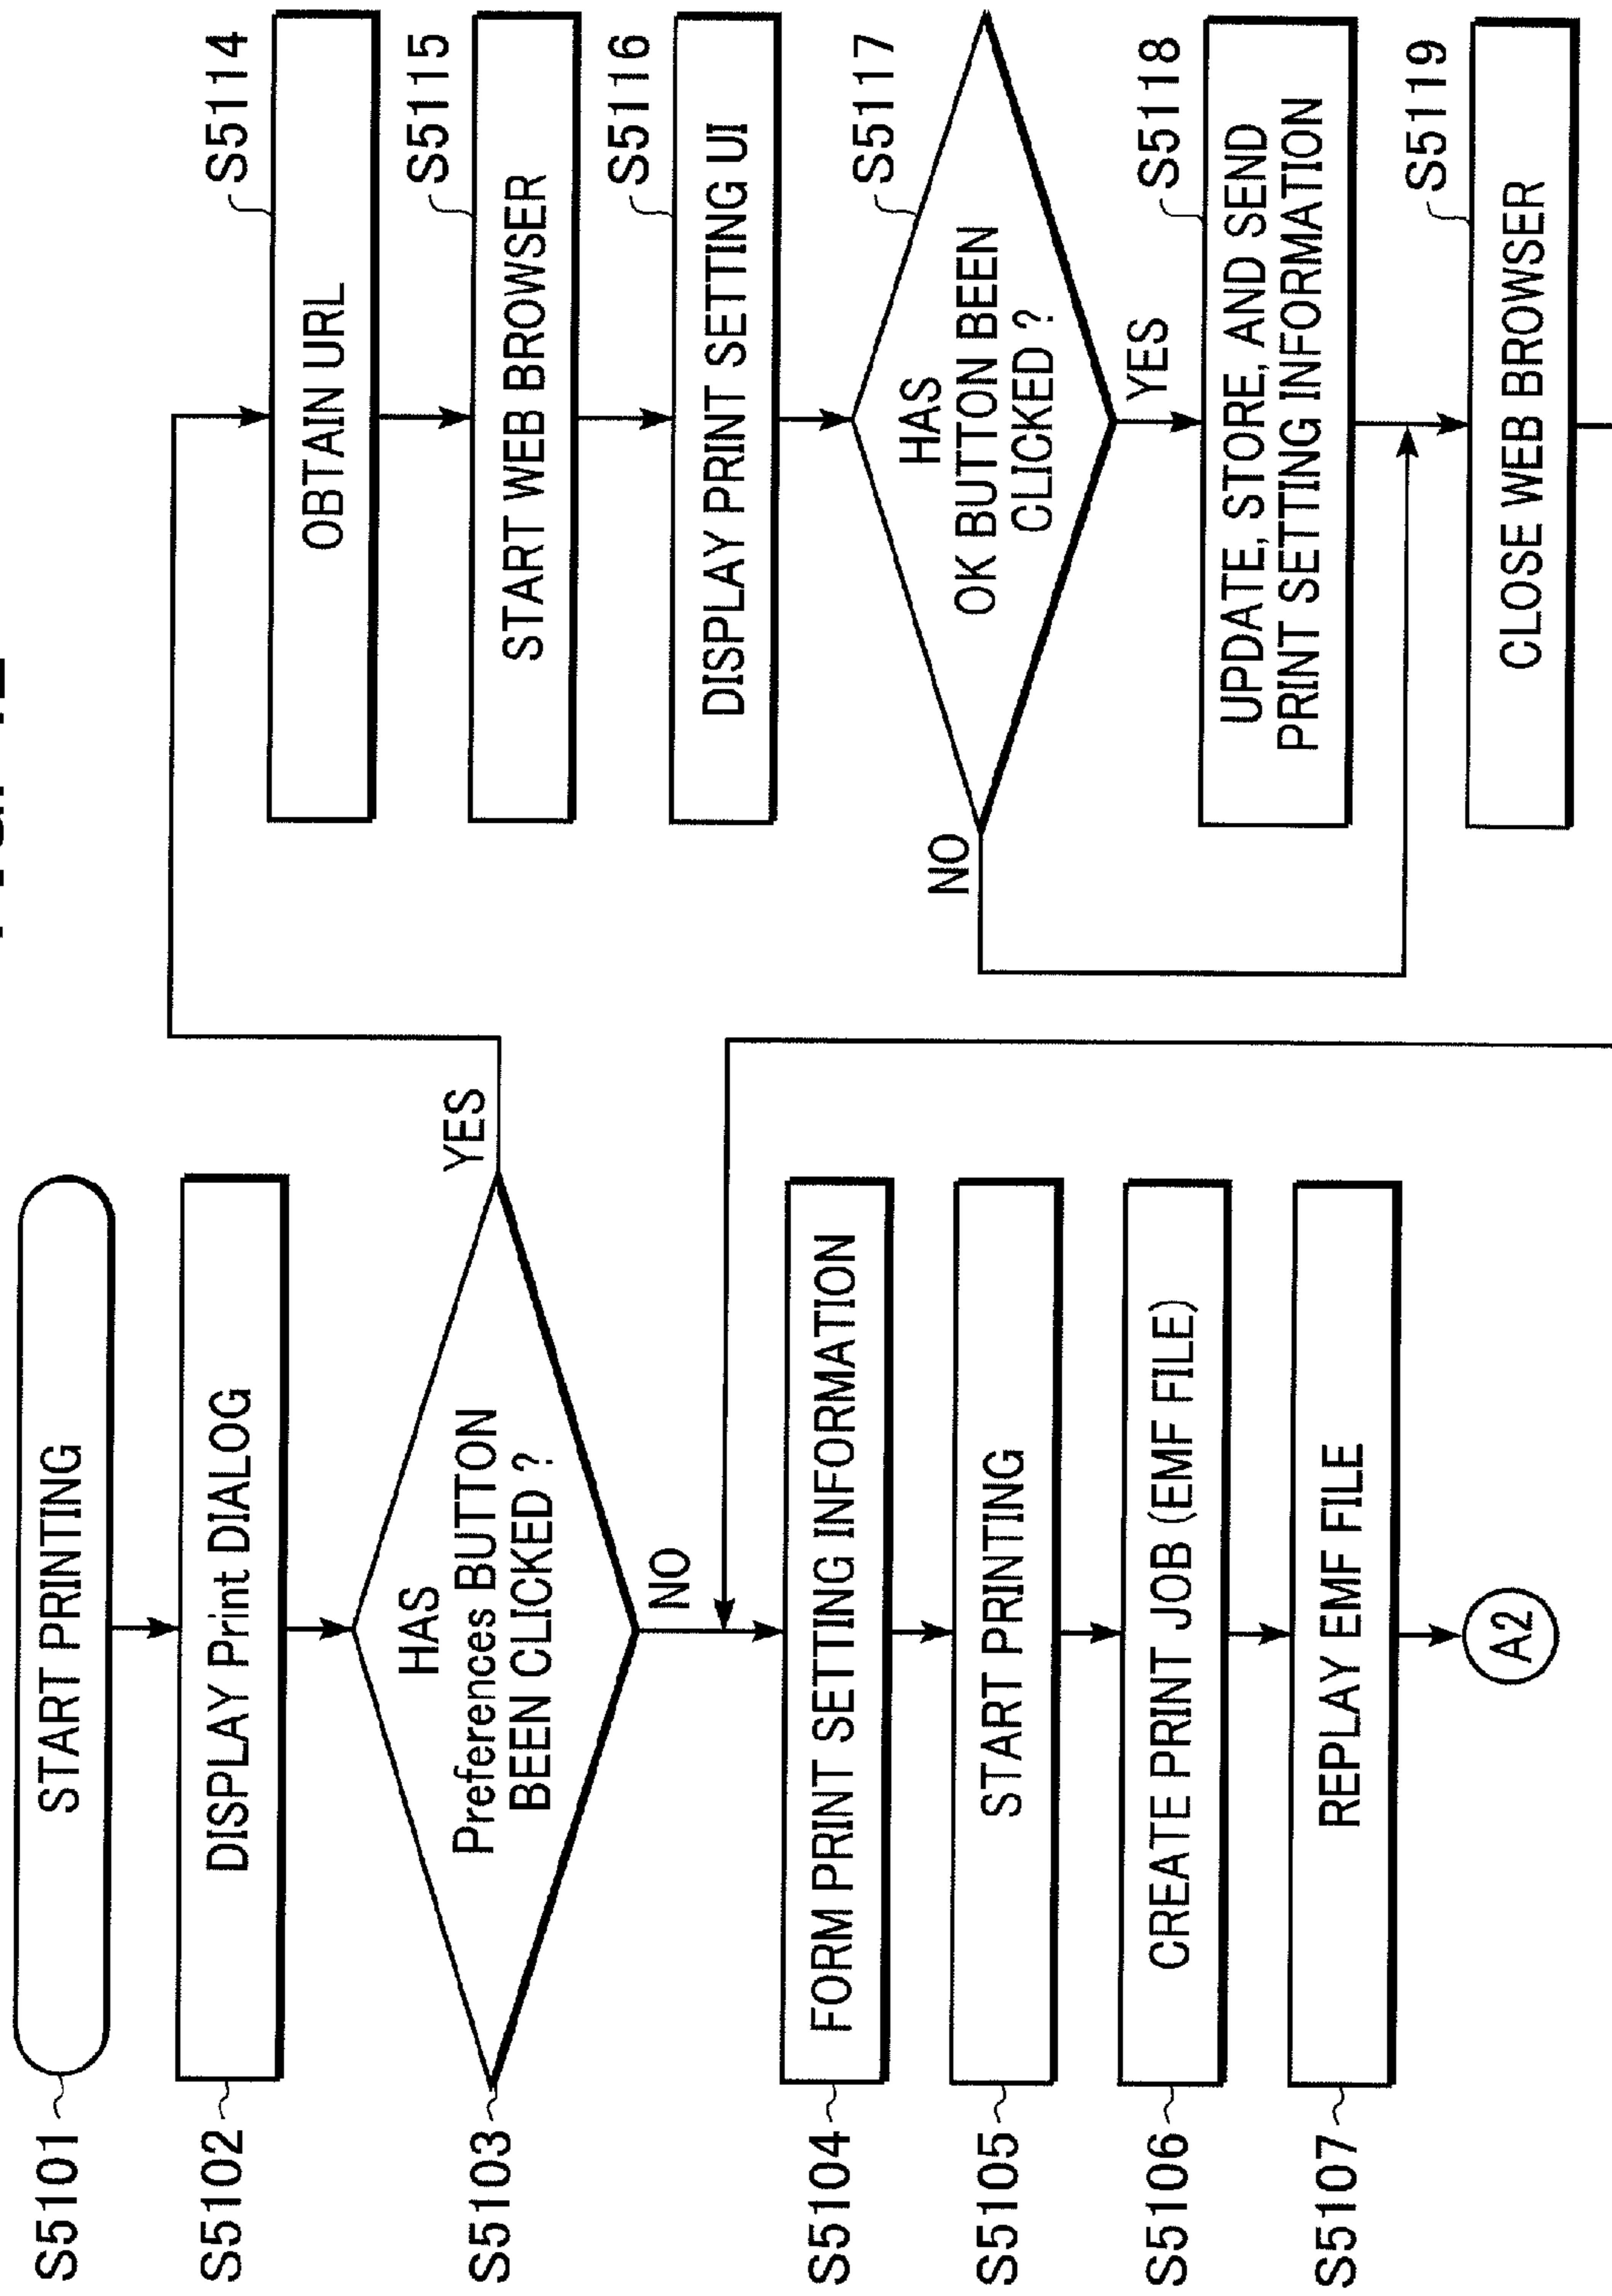 S5101
START PRINTING
S5102
DISPLAY Print DIALOG
S5103
HAS
Preferences BUTTON
BEEN CLICKED ?
YES
NO
S5104
FORM PRINT SETTING INFORMATION
S5105
START PRINTING
S5106
CREATE PRINT JOB (EMF FILE)
S5107
REPLAY EMF FILE
A2
S5114
OBTAIN URL
S5115
START WEB BROWSER
S5116
DISPLAY PRINT SETTING UI
S5117
HAS
OK BUTTON BEEN
CLICKED ?
NO
YES
S5118
UPDATE, STORE, AND SEND
PRINT SETTING INFORMATION
S5119
CLOSE WEB BROWSER